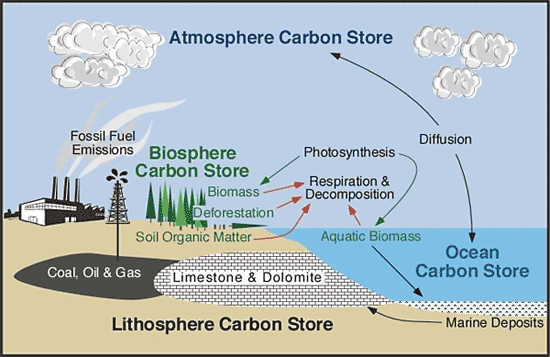 Atmosphere Carbon Store
Fossil Fuel
Emissions
Diffusion
Biosphere
Carbon Store
Photosynthesis
Biomass
Respiration &
Decomposition
Deforestation
Soil Organic Matter
Aquatic Biomass
Ocean
Carbon Store
Coal, Oil & Gas
Limestone & Dolomite
Lithosphere Carbon Store
Marine Deposits